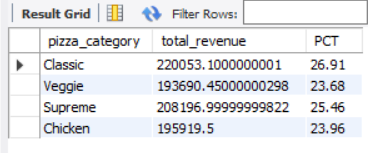 Result Grid Filter Rows:
pizza_category total_revenue PCT
Classic 220053.1000000001 26.91
Veggie 193690.45000000298 23.68
Supreme 208196.99999999822 25.46
Chicken 195919.5 23.96